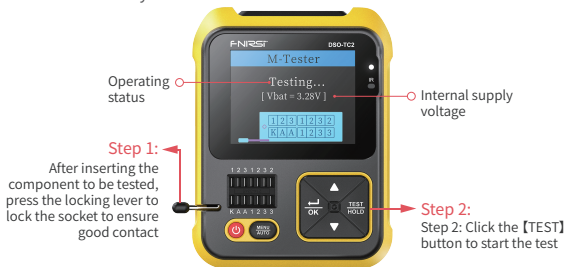 FNIRSI
DSO-TC2
M-Tester
Testing...
[ Vbat = 3.28V ]
1 2 3 1 2 3 2
K A A 1 2 3 3
IR
Operating
status
Internal supply
voltage
Step 1:
After inserting the
component to be tested,
press the locking lever to
lock the socket to ensure
good contact
1 2 3 1 2 3 2
K A A 1 2 3 3
MENU
AUTO
OK
TEST
HOLD
Step 2:
Step 2: Click the【TEST】
button to start the test